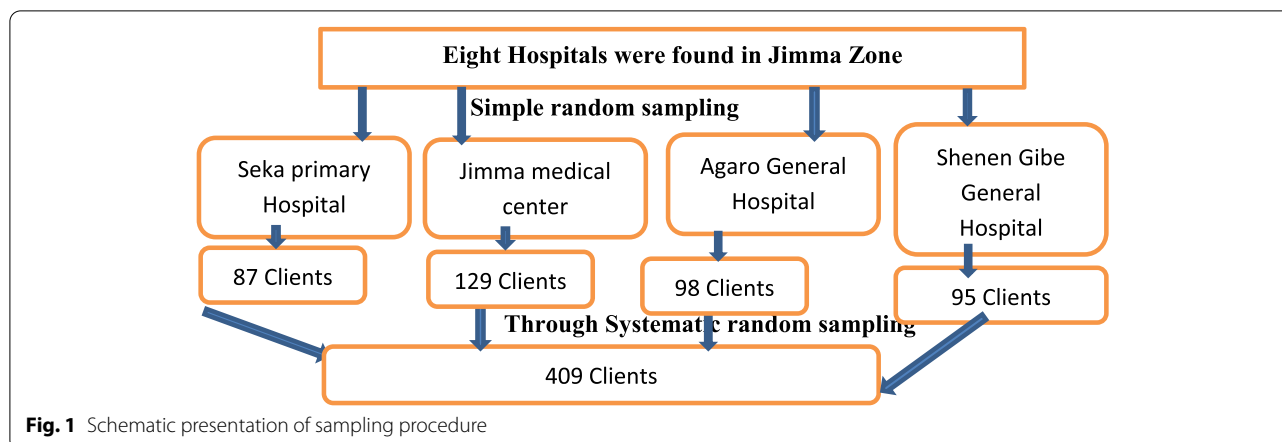 Eight Hospitals were found in Jimma Zone
Simple random sampling
Seka primary
Hospital
Jimma medical
center
Agaro General
Hospital
Shenen Gibe
General
Hospital
87 Clients
129 Clients
98 Clients
95 Clients
Through Systematic random sampling
409 Clients
Fig. 1 Schematic presentation of sampling procedure